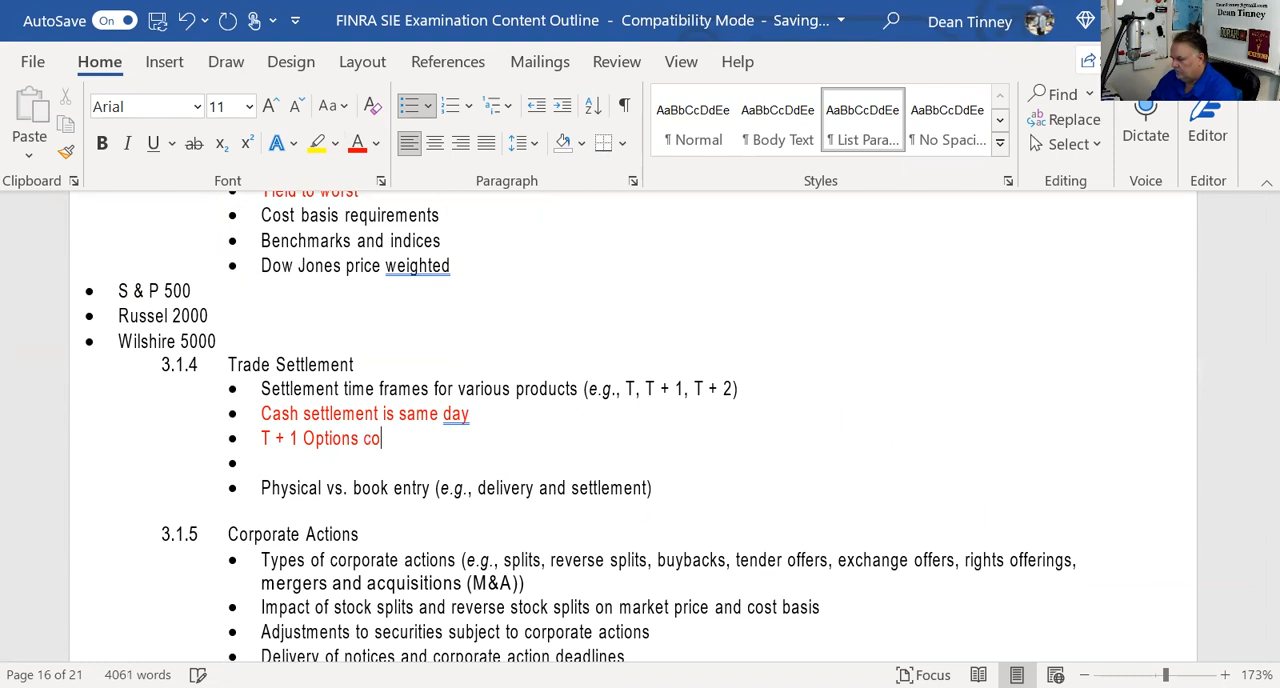 AutoSave On FINRA SIE Examination Content Outline - Compatibility Mode - Saving... Dean Tinney
Dean Tinney
File Home Insert Draw Design Layout References Mailings Review View Help
Arial 11 Aa AaBbCcDdEe AaBbCcDdEe AaBbCcDdEe AaBbCcDdEe Find
Paste Replace
¶ Normal ¶ Body Text ¶ List Para... ¶ No Spaci... Select Dictate Editor
Clipboard Font Paragraph Styles Editing Voice Editor
Yield to worst
• Cost basis requirements
• Benchmarks and indices
• Dow Jones price weighted
• S & P 500
• Russel 2000
• Wilshire 5000
3.1.4 Trade Settlement
• Settlement time frames for various products (e.g., T, T + 1, T + 2)
• Cash settlement is same day
• T + 1 Options co
•
• Physical vs. book entry (e.g., delivery and settlement)
3.1.5 Corporate Actions
• Types of corporate actions (e.g., splits, reverse splits, buybacks, tender offers, exchange offers, rights offerings,
mergers and acquisitions (M&A))
• Impact of stock splits and reverse stock splits on market price and cost basis
• Adjustments to securities subject to corporate actions
• Delivery of notices and corporate action deadlines
Page 16 of 21 4061 words Focus 173%